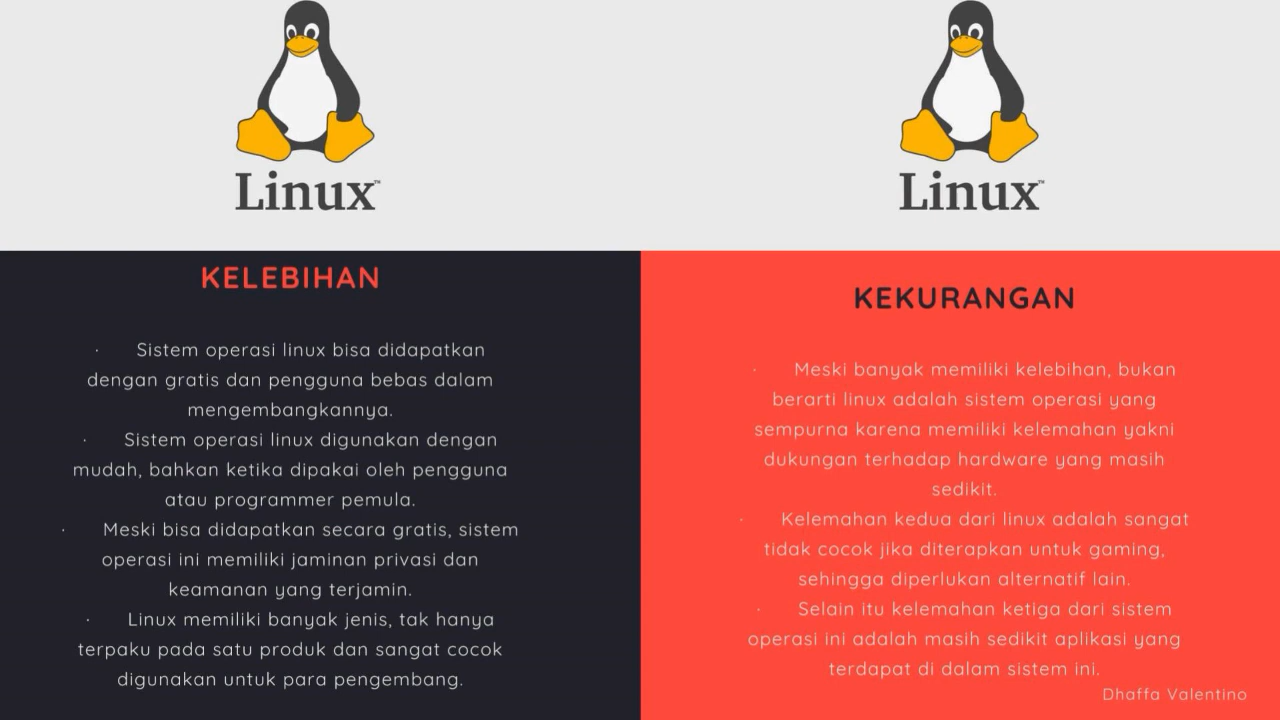 Linux™
KELEBIHAN
· Sistem operasi linux bisa didapatkan
dengan gratis dan pengguna bebas dalam
mengembangkannya.
· Sistem operasi linux digunakan dengan
mudah, bahkan ketika dipakai oleh pengguna
atau programmer pemula.
· Meski bisa didapatkan secara gratis, sistem
operasi ini memiliki jaminan privasi dan
keamanan yang terjamin.
· Linux memiliki banyak jenis, tak hanya
terpaku pada satu produk dan sangat cocok
digunakan untuk para pengembang.
Linux™
KEKURANGAN
· Meski banyak memiliki kelebihan, bukan
berarti linux adalah sistem operasi yang
sempurna karena memiliki kelemahan yakni
dukungan terhadap hardware yang masih
sedikit.
· Kelemahan kedua dari linux adalah sangat
tidak cocok jika diterapkan untuk gaming,
sehingga diperlukan alternatif lain.
· Selain itu kelemahan ketiga dari sistem
operasi ini adalah masih sedikit aplikasi yang
terdapat di dalam sistem ini.
Dhaffa Valentino